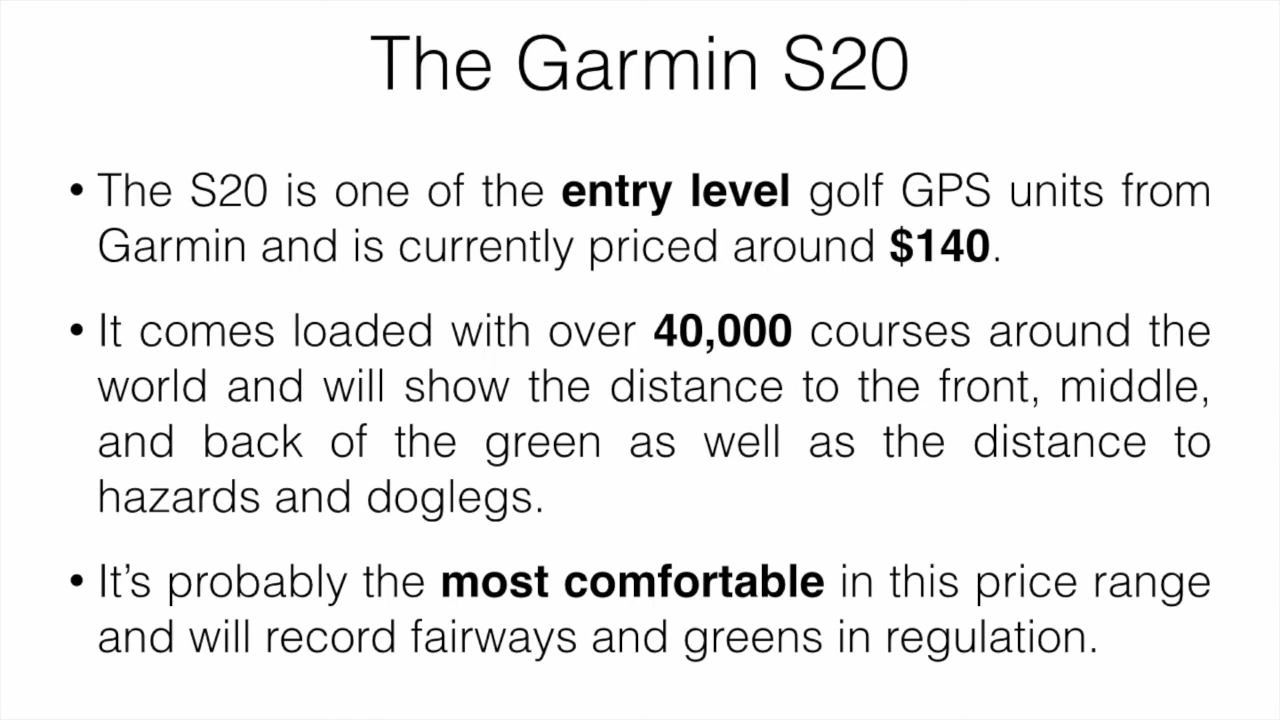 The Garmin S20
• The S20 is one of the entry level golf GPS units from
Garmin and is currently priced around $140.
• It comes loaded with over 40,000 courses around the
world and will show the distance to the front, middle,
and back of the green as well as the distance to
hazards and doglegs.
• It’s probably the most comfortable in this price range
and will record fairways and greens in regulation.